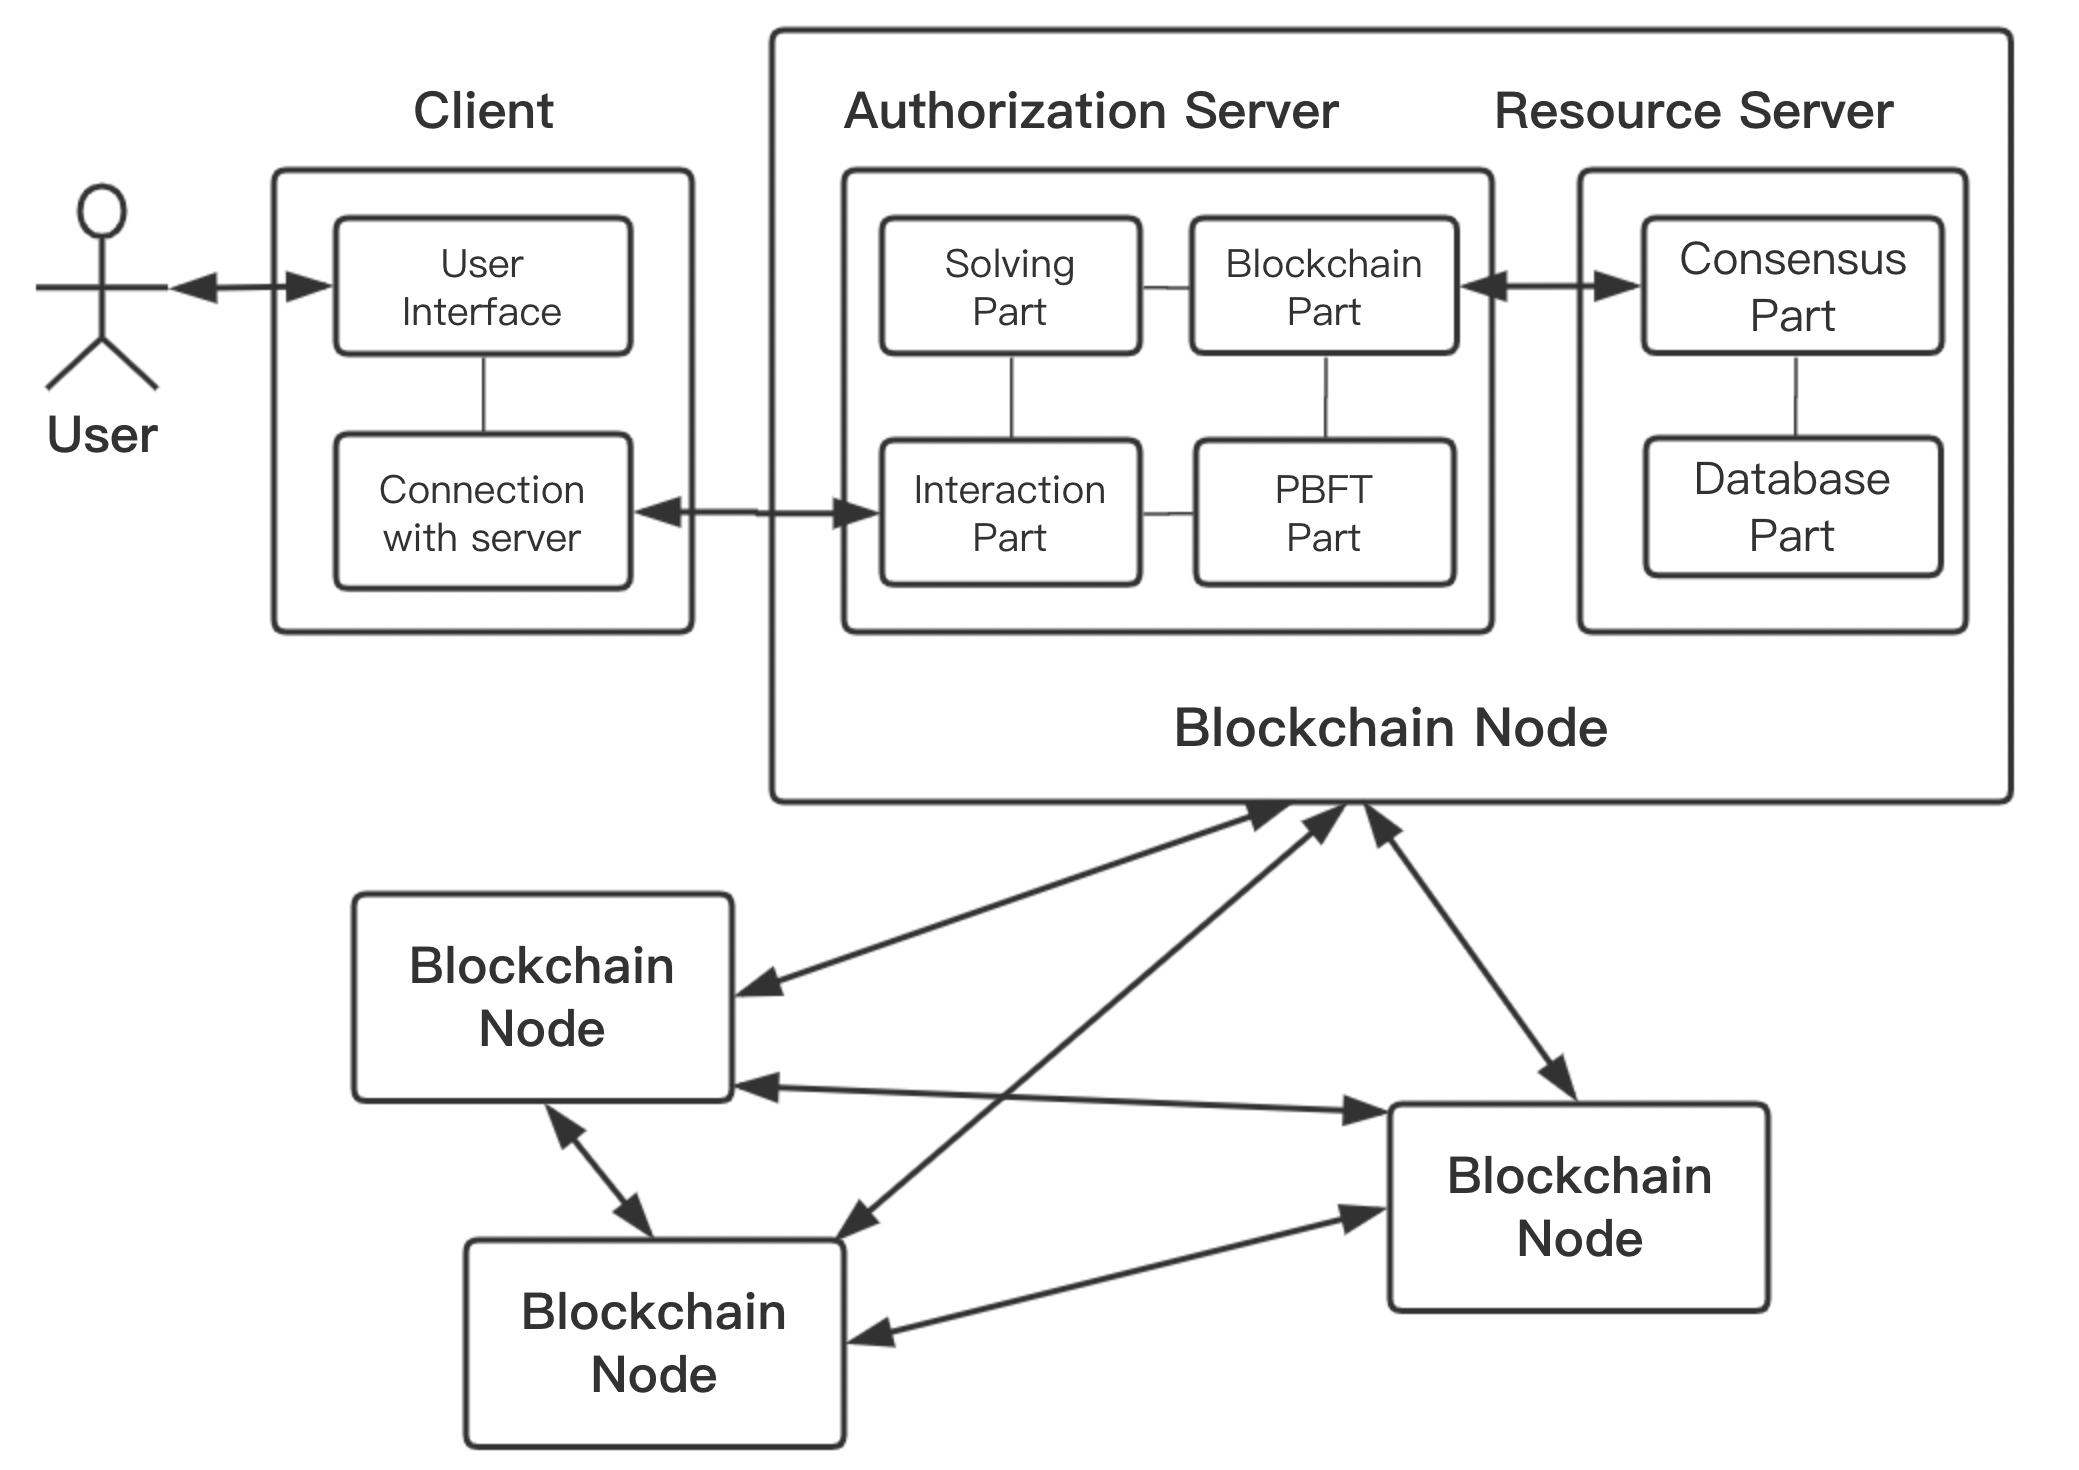 Client
Authorization Server
Resource Server
User
Interface
Solving
Part
Blockchain
Part
Consensus
Part
User
Connection
with server
Interaction
Part
PBFT
Part
Database
Part
Blockchain Node
Blockchain
Node
Blockchain
Node
Blockchain
Node